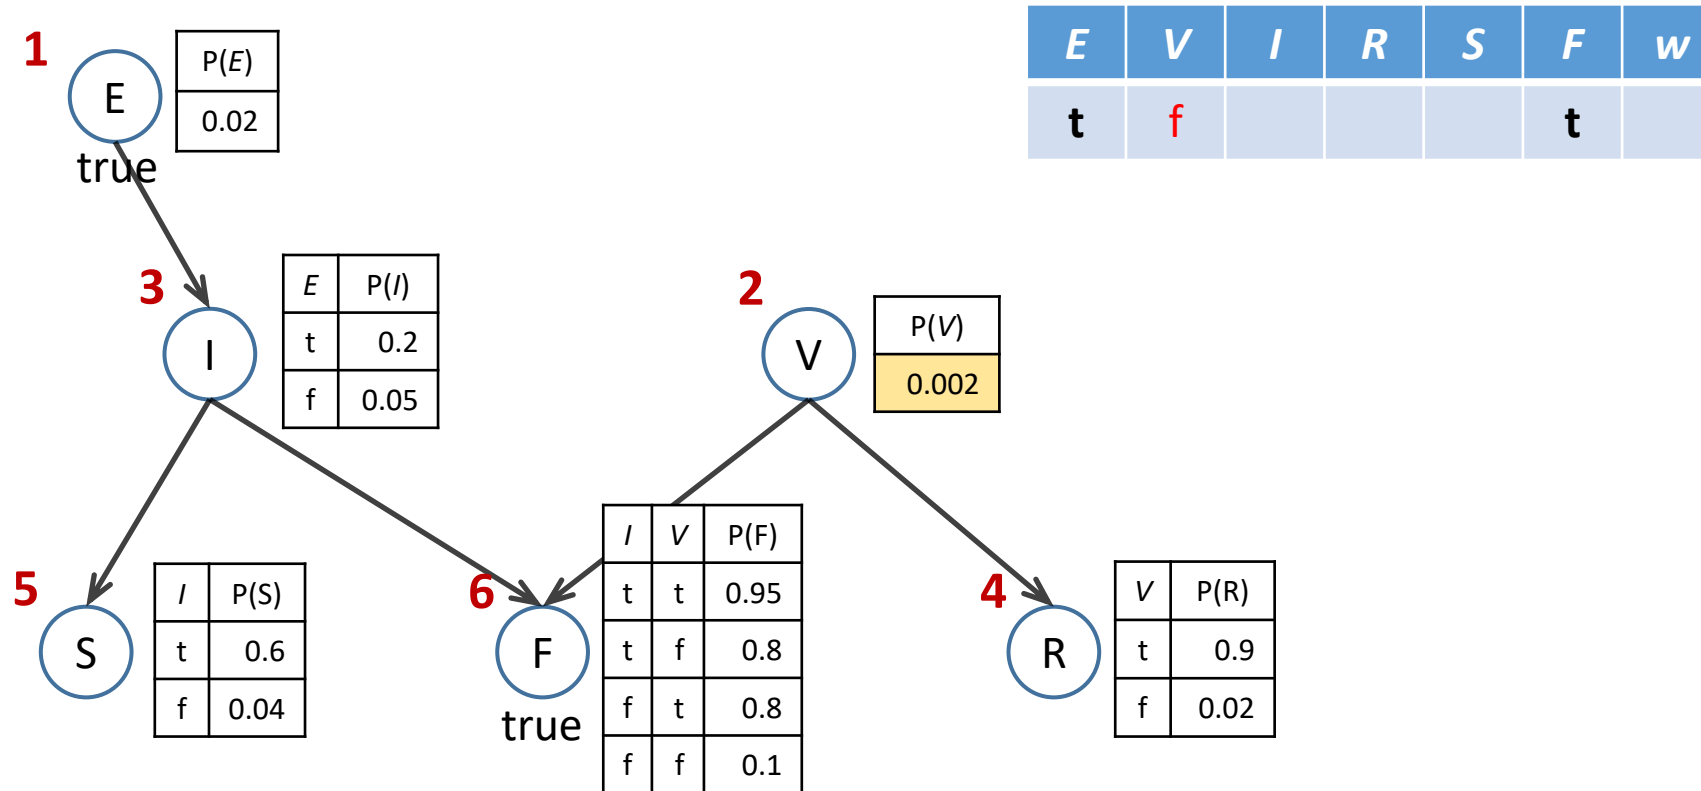 E V I R S F w
t f t
1
E
P(E)
0.02
true
3
I
E P(I)
t 0.2
f 0.05
2
V
P(V)
0.002
5
S
I P(S)
t 0.6
f 0.04
6
F
true
I V P(F)
t t 0.95
t f 0.8
f t 0.8
f f 0.1
4
R
V P(R)
t 0.9
f 0.02